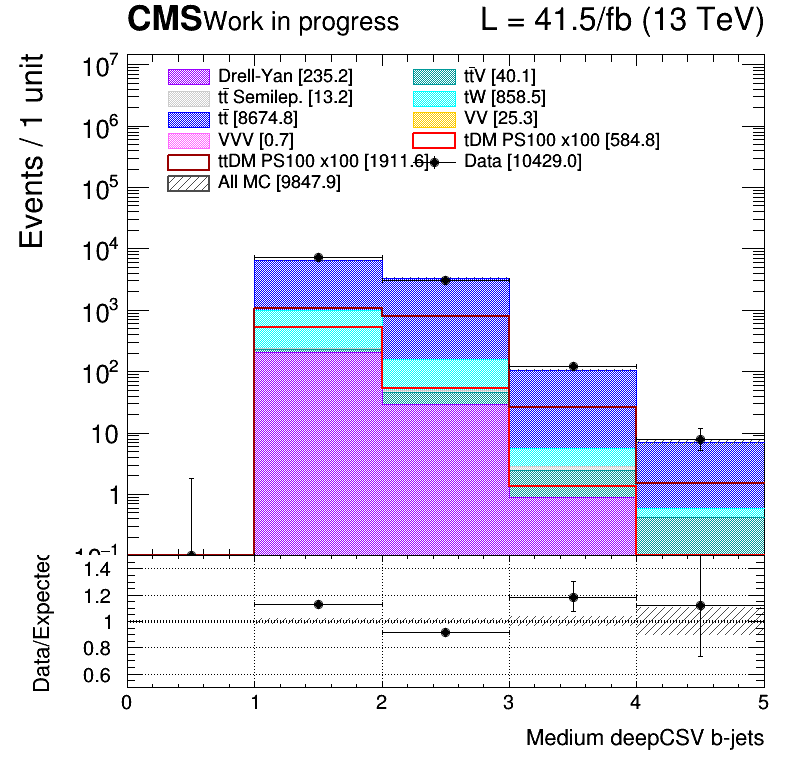 CMS Work in progress L = 41.5/fb (13 TeV)
Events / 1 unit
10⁷
10⁶
10⁵
10⁴
10³
10²
10
1
10⁻¹
Drell-Yan [235.2]
tt̄V [40.1]
tt̄ Semilep. [13.2]
tW [858.5]
tt̄ [8674.8]
VV [25.3]
VVV [0.7]
tDM PS100 x100 [584.8]
ttDM PS100 x100 [1911.6]
Data [10429.0]
All MC [9847.9]
Data/Expected
1.4
1.2
1
0.8
0.6
0 1 2 3 4 5
Medium deepCSV b-jets